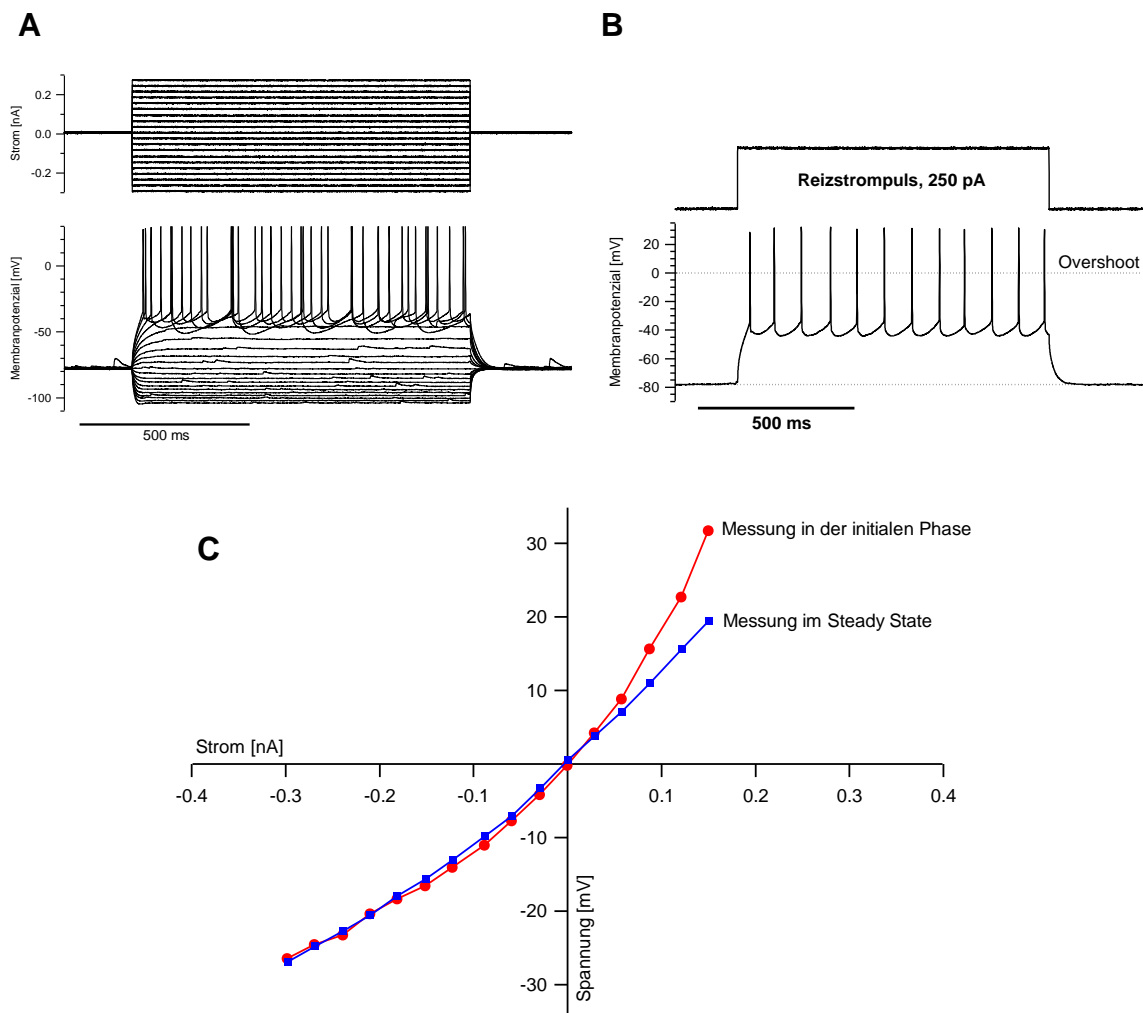 A
Strom [nA]
0.2
0.0
-0.2
Membranpotenzial [mV]
0
-50
-100
500 ms
B
Reizstrompuls, 250 pA
Membranpotenzial [mV]
20
0
-20
-40
-60
-80
Overshoot
500 ms
C
30
20
10
-10
-20
-30
Messung in der initialen Phase
Messung im Steady State
Strom [nA]
-0.4 -0.3 -0.2 -0.1 0.1 0.2 0.3 0.4
Spannung [mV]